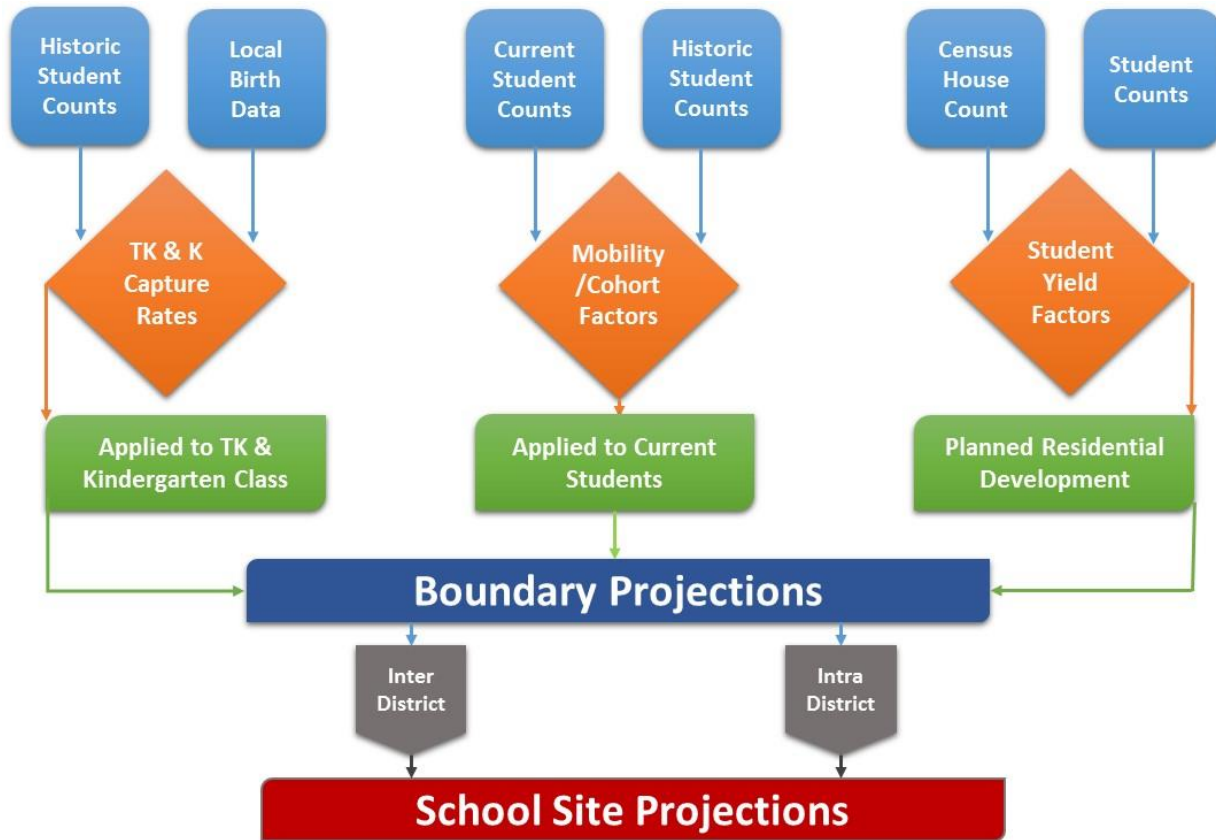 Historic
Student
Counts
Local
Birth
Data
Current
Student
Counts
Historic
Student
Counts
Census
House
Count
Student
Counts
TK & K
Capture
Rates
Mobility
/Cohort
Factors
Student
Yield
Factors
Applied to TK &
Kindergarten Class
Applied to Current
Students
Planned Residential
Development
Boundary Projections
Inter
District
Intra
District
School Site Projections